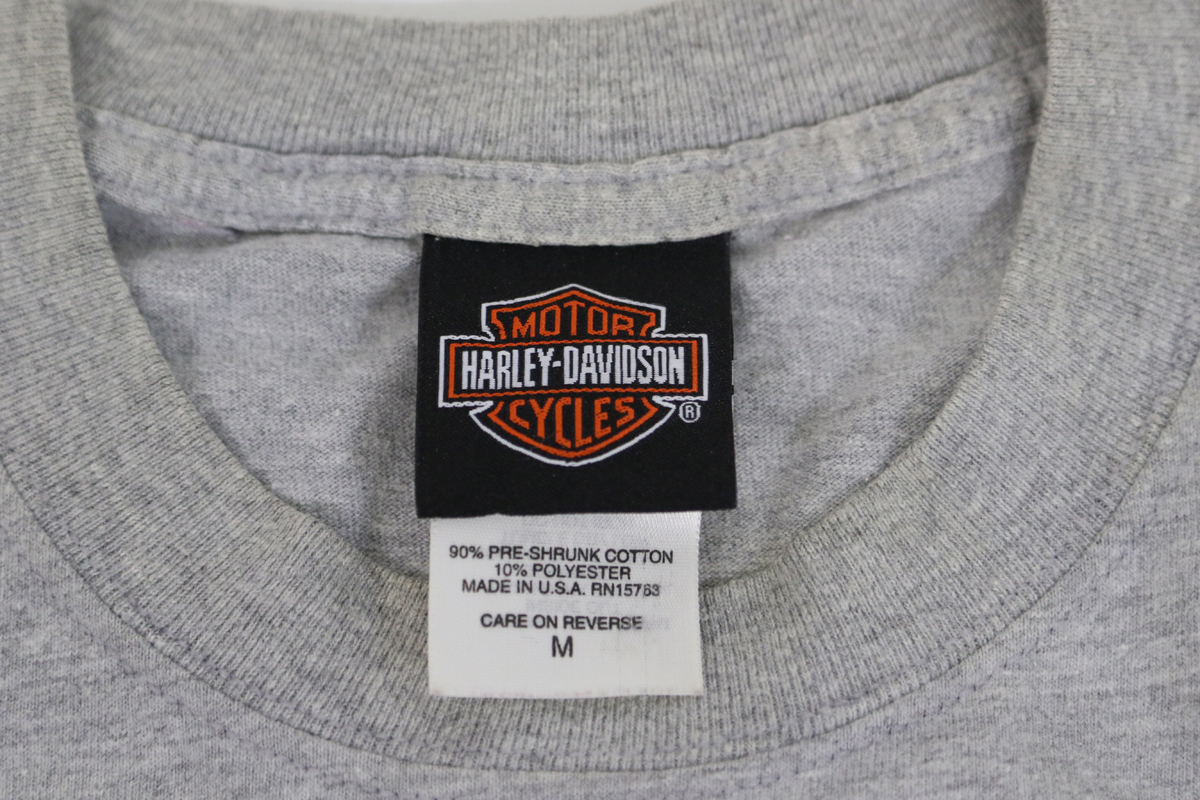 MOTOR
HARLEY-DAVIDSON
CYCLES
®
90% PRE-SHRUNK COTTON
10% POLYESTER
MADE IN U.S.A. RN15763
CARE ON REVERSE
M